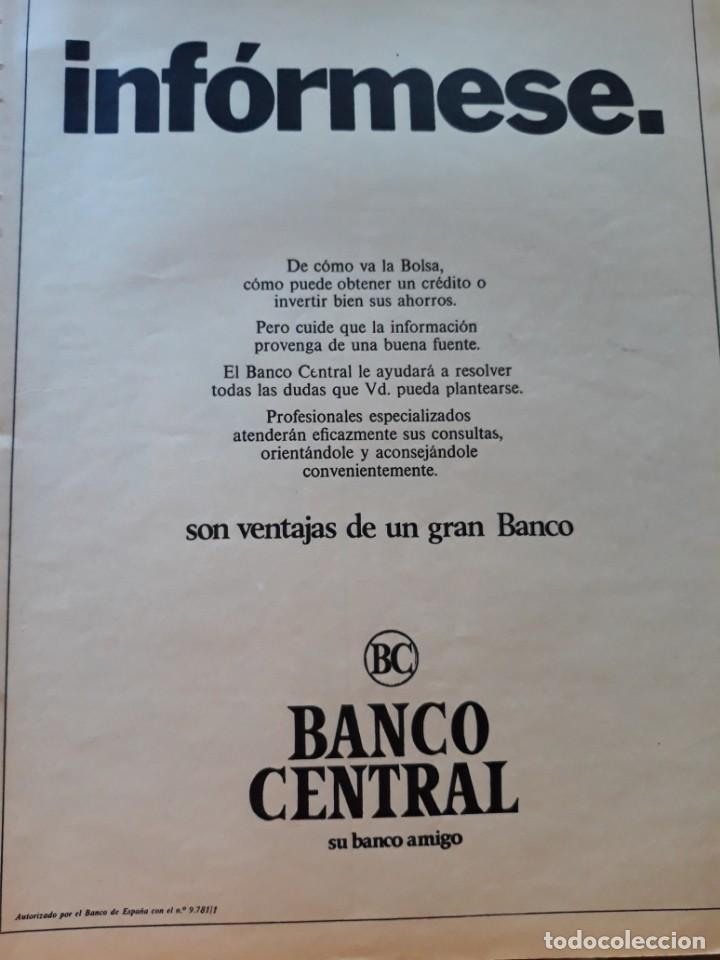 infórmese.
De cómo va la Bolsa,
cómo puede obtener un crédito o
invertir bien sus ahorros.
Pero cuide que la información
provenga de una buena fuente.
El Banco Central le ayudará a resolver
todas las dudas que Vd. pueda plantearse.
Profesionales especializados
atenderán eficazmente sus consultas,
orientándole y aconsejándole
convenientemente.
son ventajas de un gran Banco
BC
BANCO
CENTRAL
su banco amigo
Autorizado por el Banco de España con el n.º 9.781/1
todocoleccion